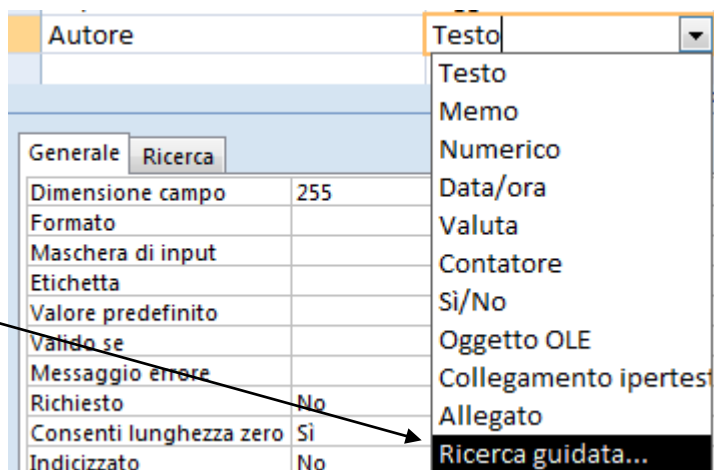 Autore Testo
Testo
Memo
Numerico
Data/ora
Valuta
Contatore
Sì/No
Oggetto OLE
Collegamento ipertest
Allegato
Ricerca guidata...
Generale Ricerca
Dimensione campo 255
Formato
Maschera di input
Etichetta
Valore predefinito
Valido se
Messaggio errore
Richiesto No
Consenti lunghezza zero Sì
Indicizzato No